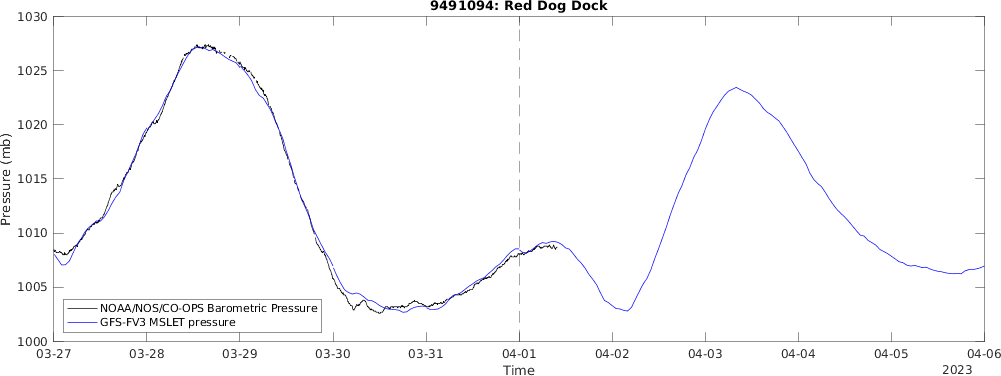 9491094: Red Dog Dock
1030
1025
1020
1015
1010
1005
1000
Pressure (mb)
NOAA/NOS/CO-OPS Barometric Pressure
GFS-FV3 MSLET pressure
03-27 03-28 03-29 03-30 03-31 04-01 04-02 04-03 04-04 04-05 04-06
Time
2023